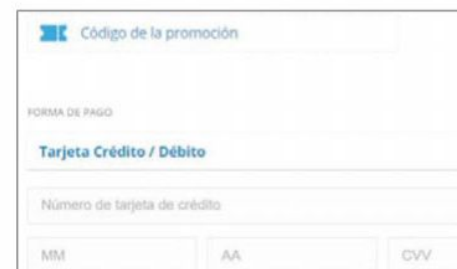 Código de la promoción
FORMA DE PAGO
Tarjeta Crédito / Débito
Número de tarjeta de crédito
MM
AA
CVV